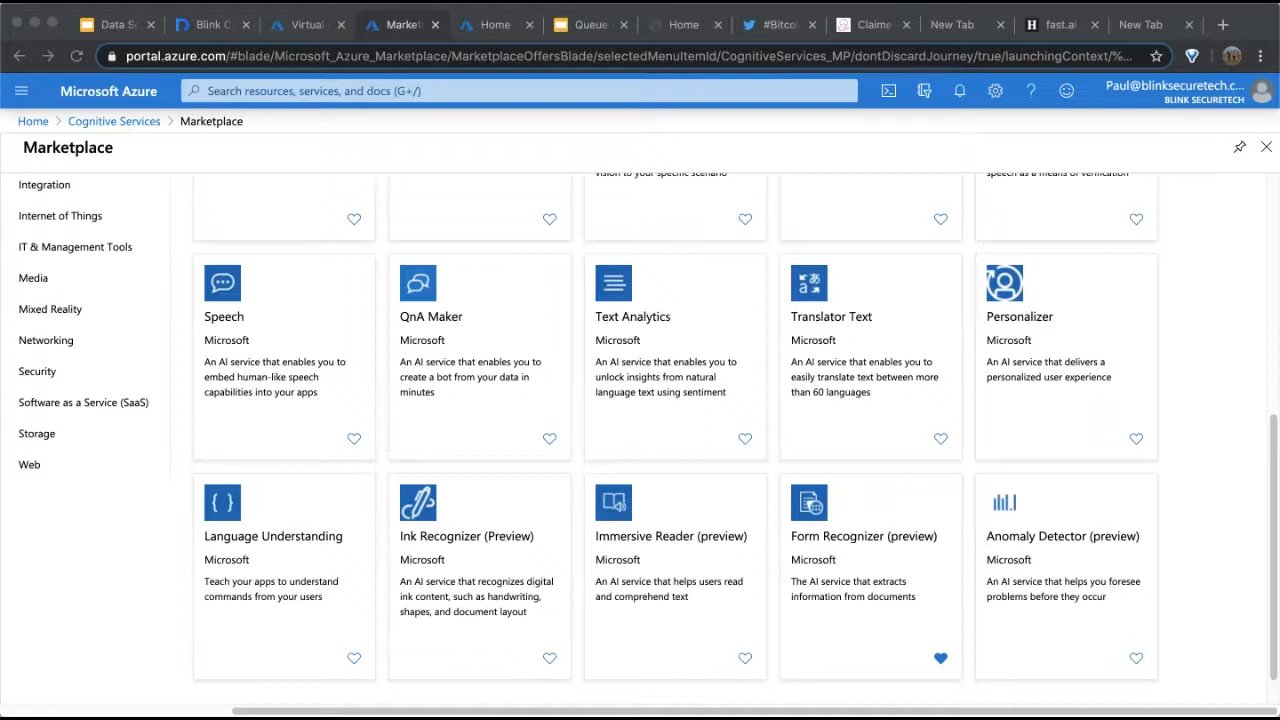 Data S
Blink C
Virtual
Market
Home
Queue
Home
#Bitco
Claime
New Tab
fast.ai
New Tab
portal.azure.com/#blade/Microsoft_Azure_Marketplace/MarketplaceOffersBlade/selectedMenuItemId/CognitiveServices_MP/dontDiscardJourney/true/launchingContext/%...
Microsoft Azure
Search resources, services, and docs (G+/)
Paul@blinksecuretech.c...
BLINK SECURETECH
Home > Cognitive Services > Marketplace
Marketplace
Integration
Internet of Things
IT & Management Tools
Media
Mixed Reality
Networking
Security
Software as a Service (SaaS)
Storage
Web
vision to your specific scenario
speech as a means of verification
Speech
Microsoft
An AI service that enables you to
embed human-like speech
capabilities into your apps
QnA Maker
Microsoft
An AI service that enables you to
create a bot from your data in
minutes
Text Analytics
Microsoft
An AI service that enables you to
unlock insights from natural
language text using sentiment
Translator Text
Microsoft
An AI service that enables you to
easily translate text between more
than 60 languages
Personalizer
Microsoft
An AI service that delivers a
personalized user experience
Language Understanding
Microsoft
Teach your apps to understand
commands from your users
Ink Recognizer (Preview)
Microsoft
An AI service that recognizes digital
ink content, such as handwriting,
shapes, and document layout
Immersive Reader (preview)
Microsoft
An AI service that helps users read
and comprehend text
Form Recognizer (preview)
Microsoft
The AI service that extracts
information from documents
Anomaly Detector (preview)
Microsoft
An AI service that helps you foresee
problems before they occur